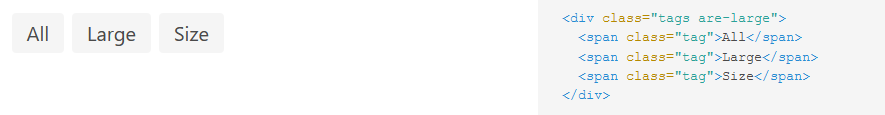 All Large Size
<div class="tags are-large">
  <span class="tag">All</span>
  <span class="tag">Large</span>
  <span class="tag">Size</span>
</div>